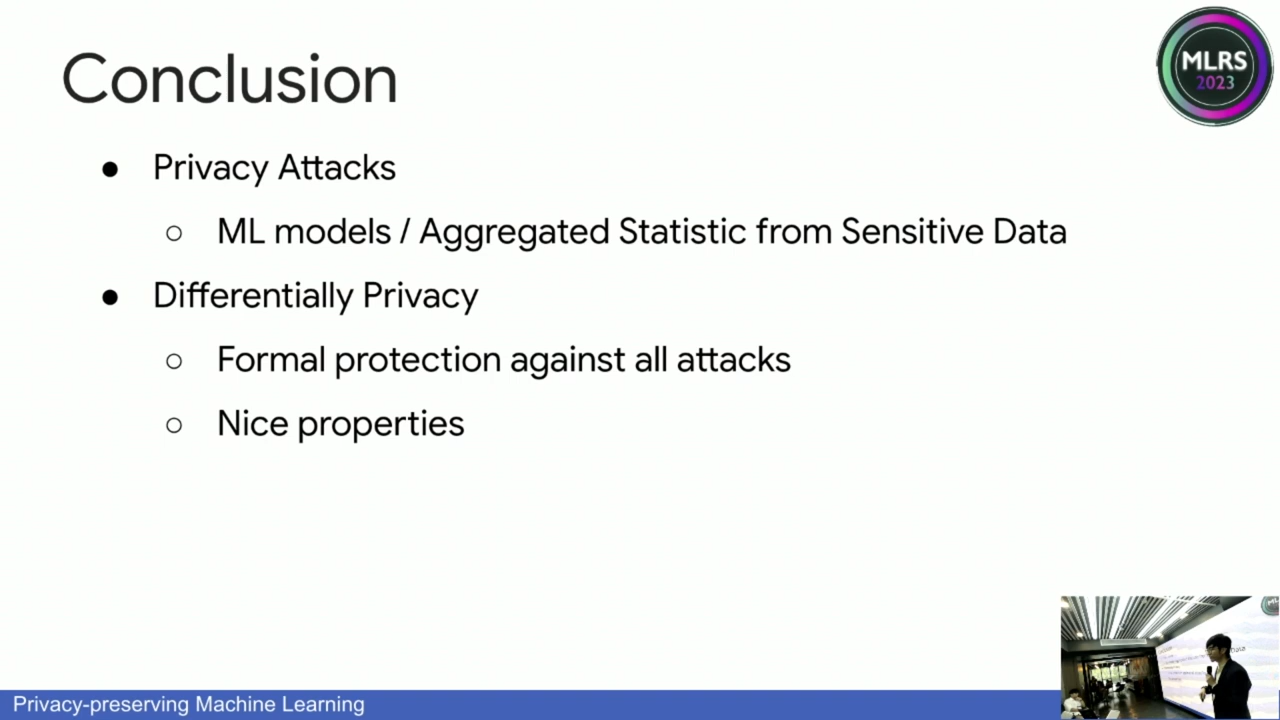 Conclusion
MLRS
2023
● Privacy Attacks
○ ML models / Aggregated Statistic from Sensitive Data
● Differentially Privacy
○ Formal protection against all attacks
○ Nice properties
Privacy-preserving Machine Learning